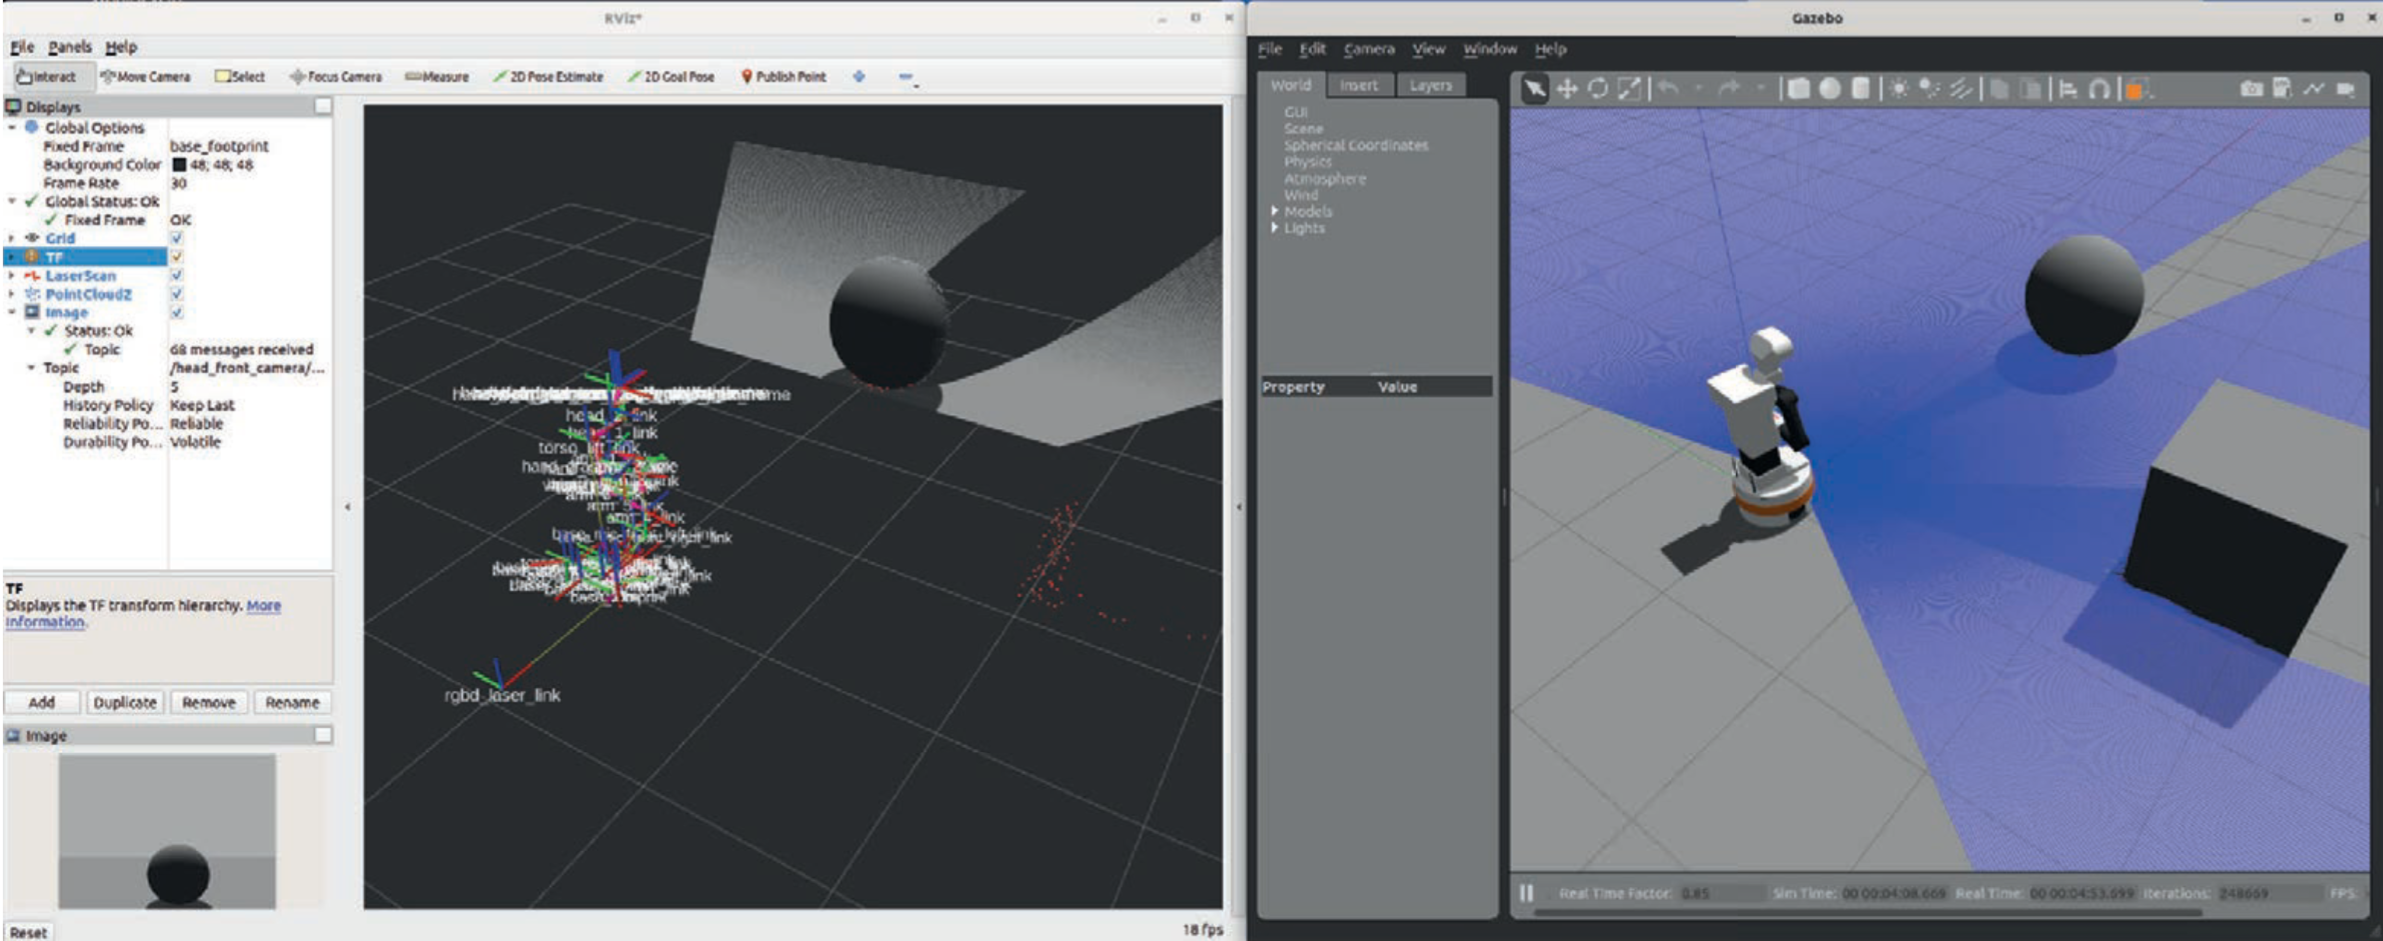 RViz*
File Panels Help
Interact Move Camera Select Focus Camera Measure 2D Pose Estimate 2D Goal Pose Publish Point
Displays
Global Options
Fixed Frame base_footprint
Background Color 48; 48; 48
Frame Rate 30
Global Status: Ok
Fixed Frame OK
Grid
TF
LaserScan
PointCloud2
Image
Status: Ok
Topic 68 messages received
Topic /head_front_camera/...
Depth 5
History Policy Keep Last
Reliability Po... Reliable
Durability Po... Volatile
TF
Displays the TF transform hierarchy. More
Information.
Add Duplicate Remove Rename
Image
Reset
torso_lift_link
arm_5_link
arm_4_link
rgbd_laser_link
18 fps
Gazebo
File Edit Camera View Window Help
World Insert Layers
GUI
Scene
Spherical Coordinates
Physics
Atmosphere
Wind
Models
Lights
Property Value
Real Time Factor: 0.85 Sim Time: 00 00:04:08.669 Real Time: 00 00:04:53.699 Iterations: 248669 FPS: